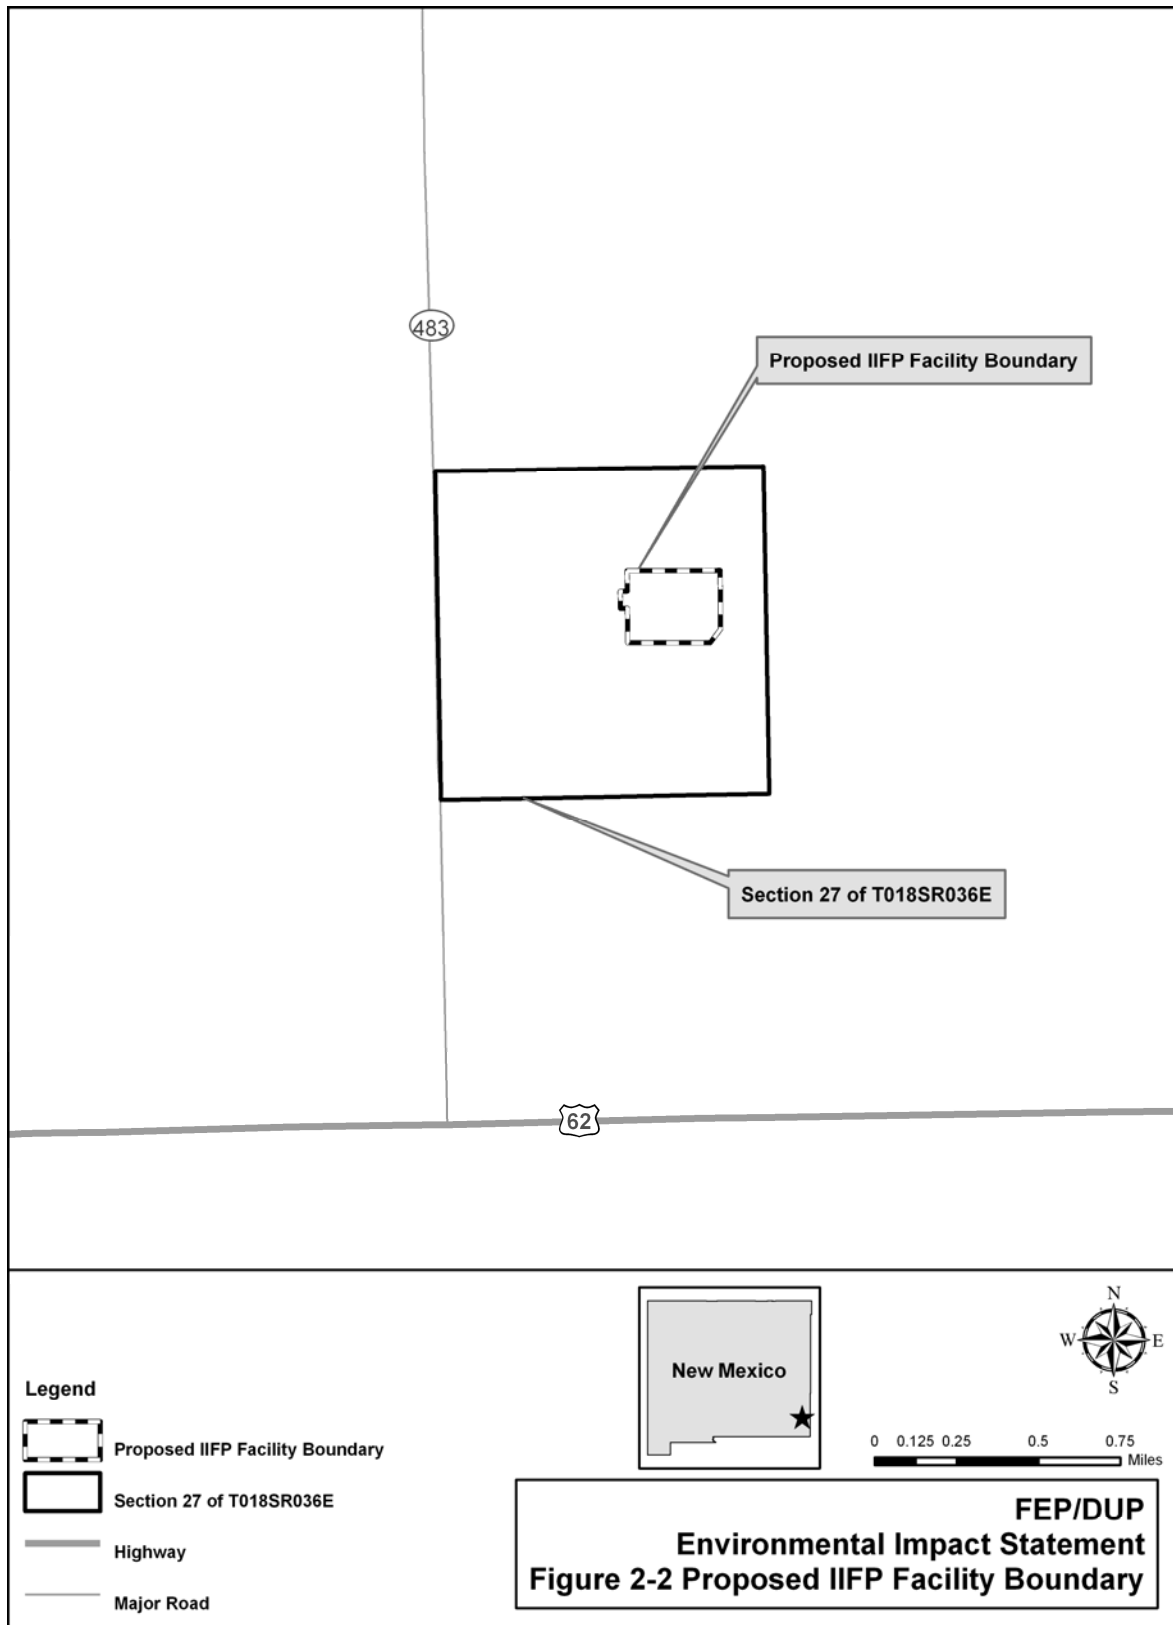 483
Proposed IIFP Facility Boundary
Section 27 of T018SR036E
62
Legend
Proposed IIFP Facility Boundary
Section 27 of T018SR036E
Highway
Major Road
New Mexico
N
W
E
S
0 0.125 0.25 0.5 0.75
Miles
FEP/DUP
Environmental Impact Statement
Figure 2-2 Proposed IIFP Facility Boundary